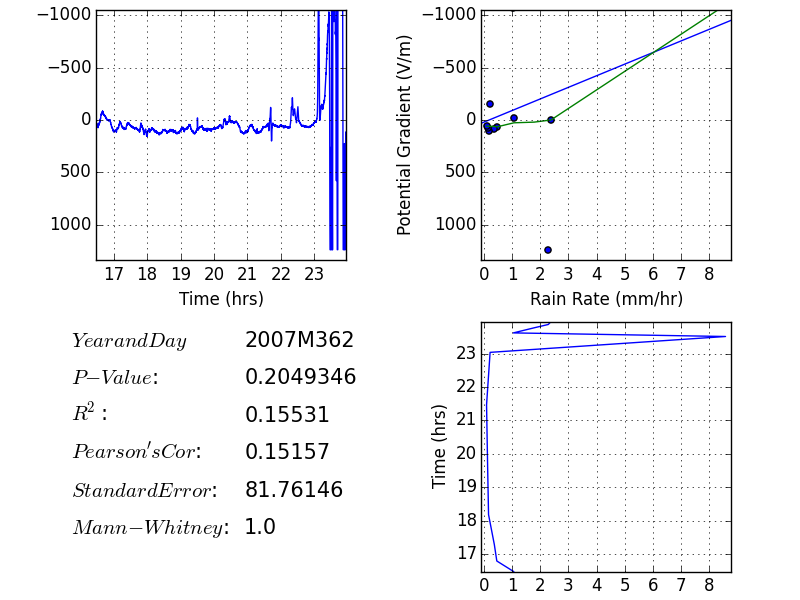 −1000
−500
0
500
1000
17 18 19 20 21 22 23
Time (hrs)
Potential Gradient (V/m)
−1000
−500
0
500
1000
0 1 2 3 4 5 6 7 8
Rain Rate (mm/hr)
YearandDay 2007M362
P−Value: 0.2049346
R²: 0.15531
Pearson'sCor: 0.15157
StandardError: 81.76146
Mann−Whitney: 1.0
Time (hrs)
23
22
21
20
19
18
17
0 1 2 3 4 5 6 7 8